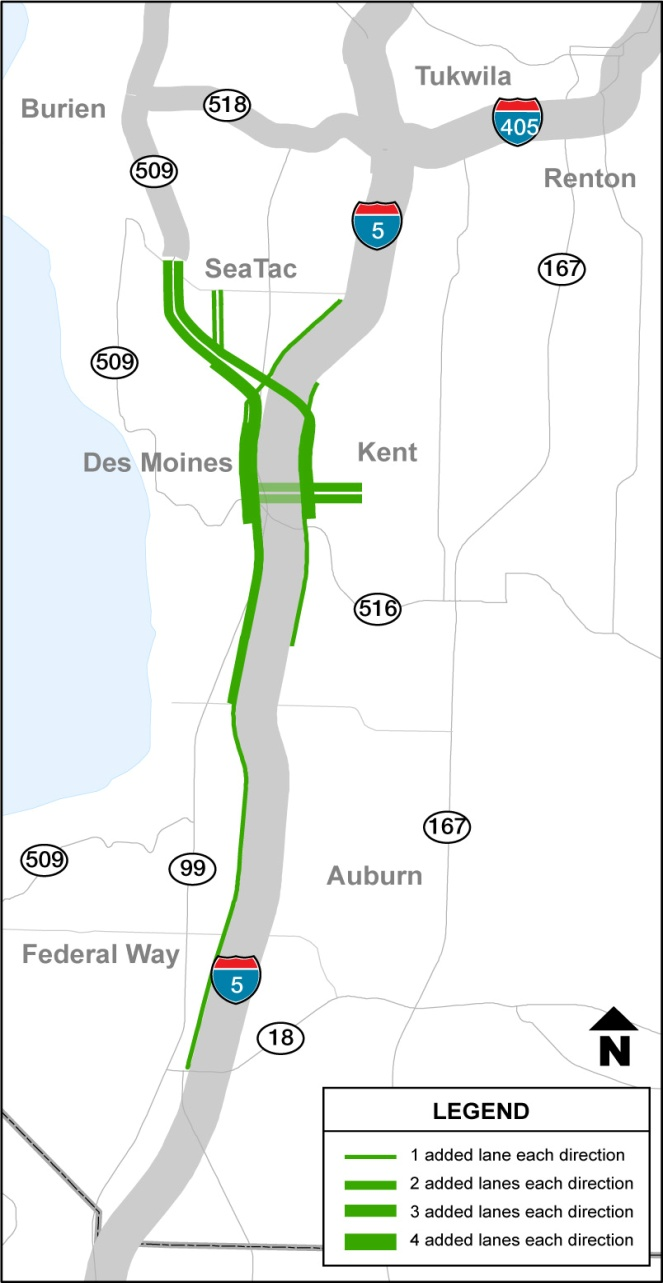 Tukwila
Burien
518
405
509
Renton
5
SeaTac
167
509
Des Moines
Kent
516
167
509
99
Auburn
Federal Way
5
18
N
LEGEND
1 added lane each direction
2 added lanes each direction
3 added lanes each direction
4 added lanes each direction